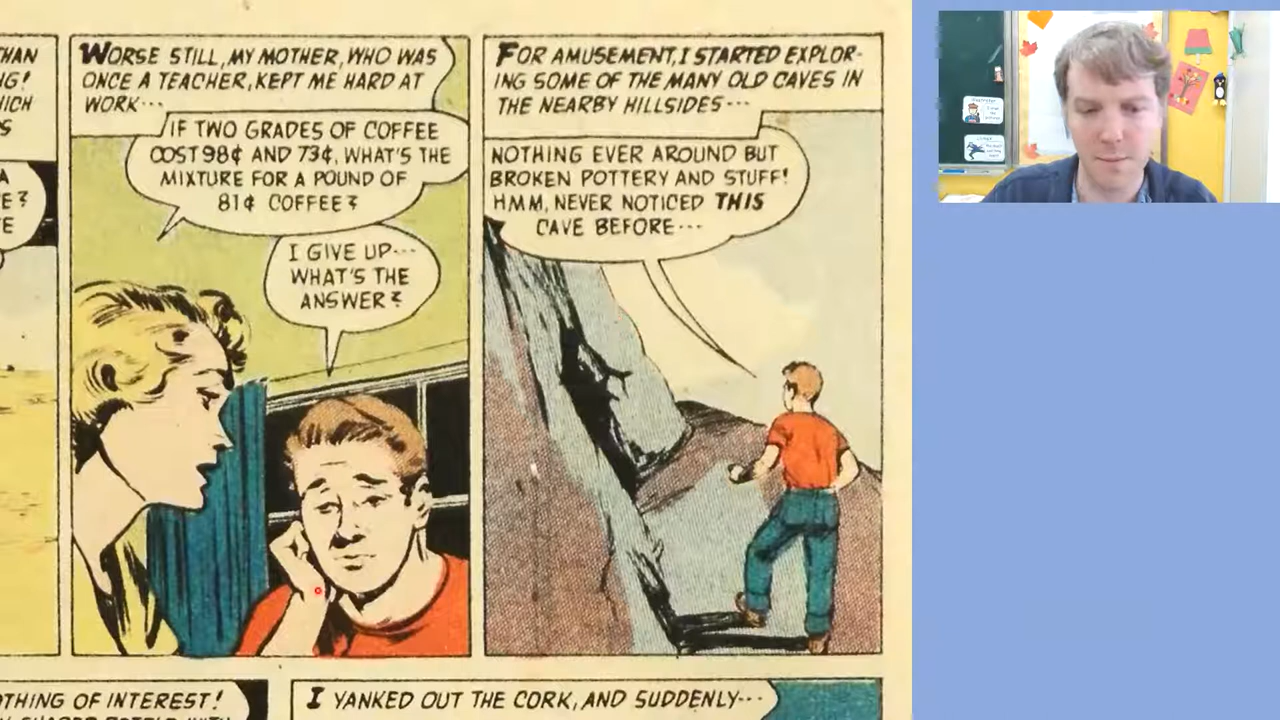 HAN
G!
ICH
S
A
E?
E
WORSE STILL, MY MOTHER, WHO WAS
ONCE A TEACHER, KEPT ME HARD AT
WORK---
IF TWO GRADES OF COFFEE
COST 98¢ AND 73¢, WHAT'S THE
MIXTURE FOR A POUND OF
81¢ COFFEE?
I GIVE UP---
WHAT'S THE
ANSWER?
FOR AMUSEMENT, I STARTED EXPLOR-
ING SOME OF THE MANY OLD CAVES IN
THE NEARBY HILLSIDES---
NOTHING EVER AROUND BUT
BROKEN POTTERY AND STUFF!
HMM, NEVER NOTICED THIS
CAVE BEFORE---
OTHING OF INTEREST!
I YANKED OUT THE CORK, AND SUDDENLY---